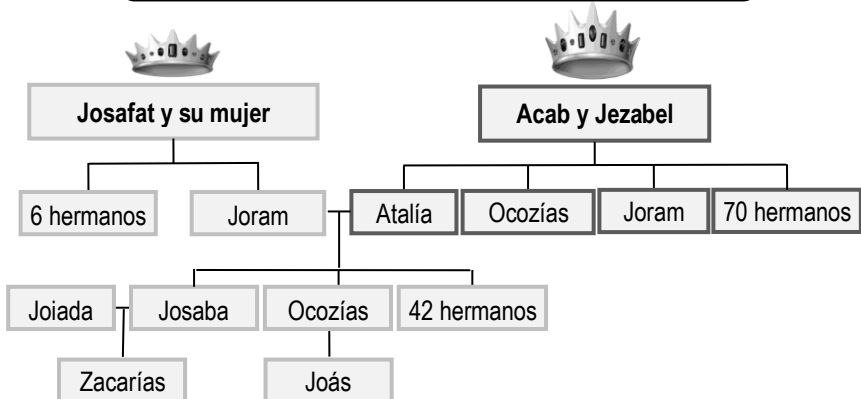 Josafat y su mujer
Acab y Jezabel
6 hermanos
Joram
Atalía
Ocozías
Joram
70 hermanos
Joiada
Josaba
Ocozías
42 hermanos
Zacarías
Joás